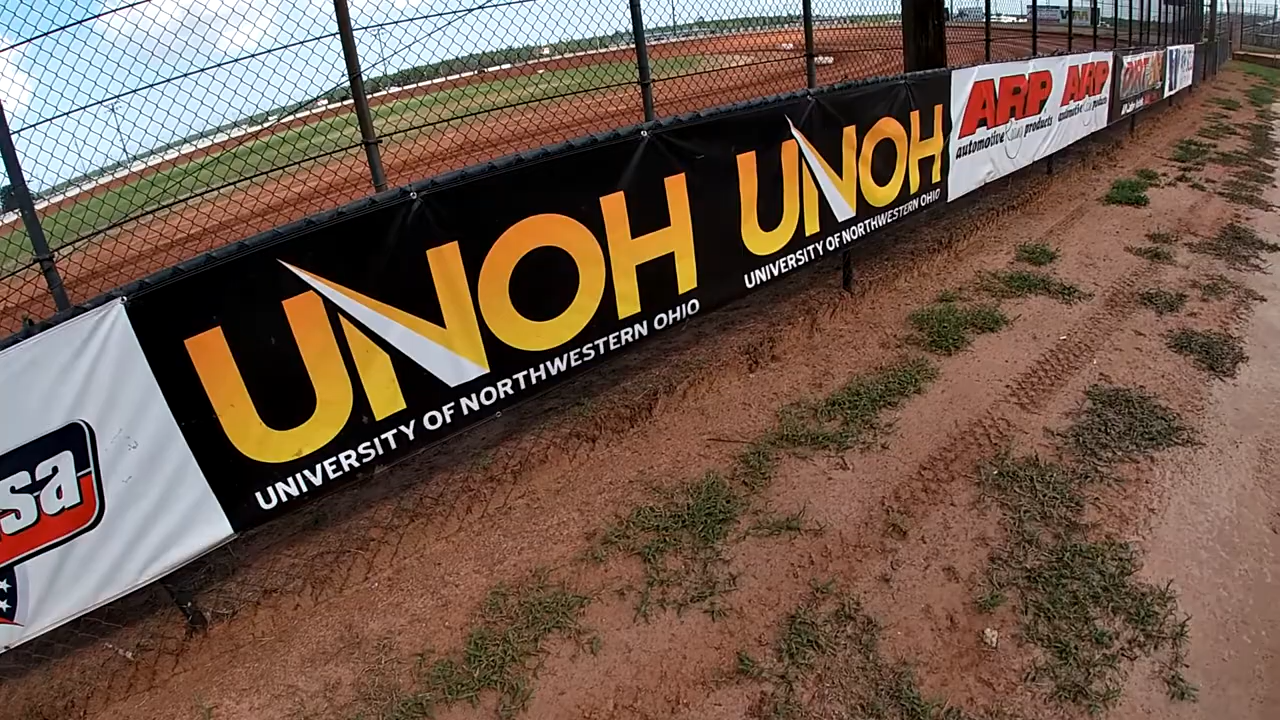 sa
UNOH
UNIVERSITY OF NORTHWESTERN OHIO
UNOH
UNIVERSITY OF NORTHWESTERN OHIO
ARP
automotive racing products
ARP
automotive racing products